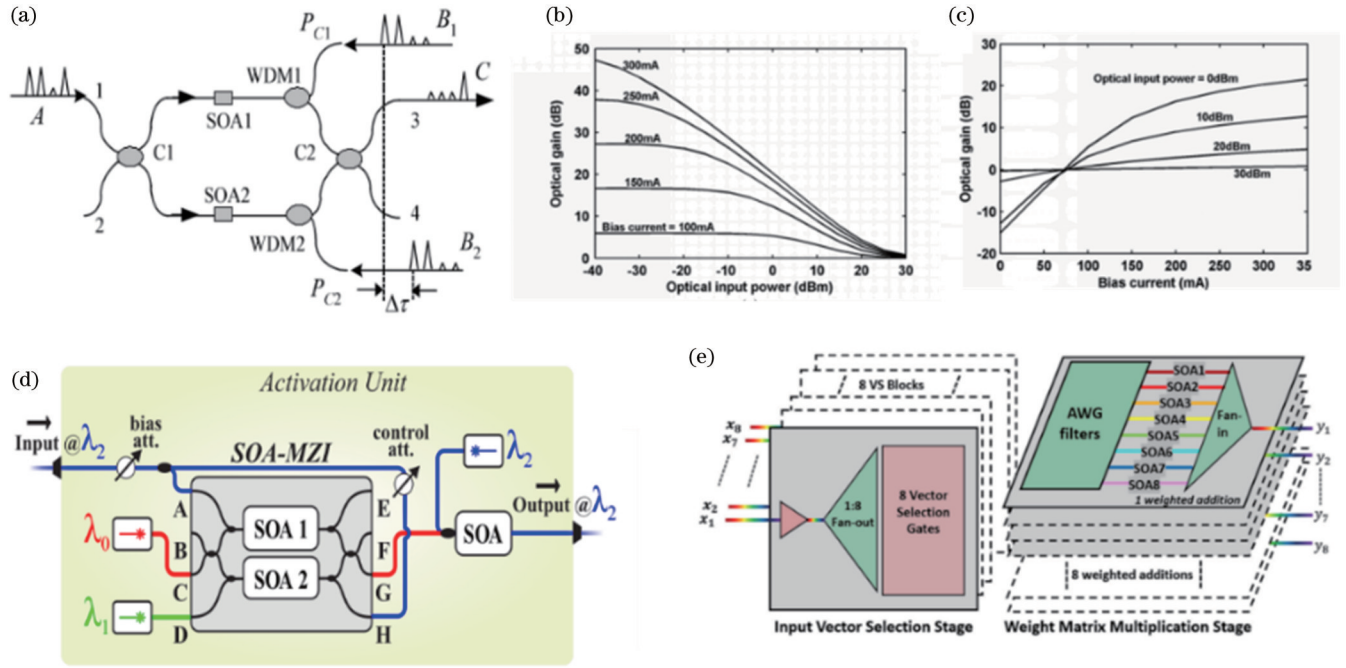 (a)
A
1
2
C1
SOA1
SOA2
WDM1
WDM2
C2
P_C1
P_C2
B_1
B_2
C
3
4
Δτ
(b)
Optical gain (dB)
50
40
30
20
10
0
300mA
250mA
200mA
150mA
Bias current = 100mA
-40 -30 -20 -10 0 10 20 30
Optical input power (dBm)
(c)
Optical gain (dB)
30
20
10
0
-10
-20
Optical input power = 0dBm
10dBm
20dBm
30dBm
0 50 100 150 200 250 300 35
Bias current (mA)
(d)
Activation Unit
Input @λ2
bias
att.
SOA-MZI
control
att.
λ2
Output @λ2
λ0
λ1
A
B
C
D
SOA 1
SOA 2
E
F
G
H
SOA
(e)
8 VS Blocks
x8
x7
x2
x1
1:8
Fan-out
8 Vector
Selection
Gates
Input Vector Selection Stage
AWG
filters
SOA1
SOA2
SOA3
SOA4
SOA5
SOA6
SOA7
SOA8
Fan-
in
1 weighted addition
y1
y2
y7
y8
8 weighted additions
Weight Matrix Multiplication Stage